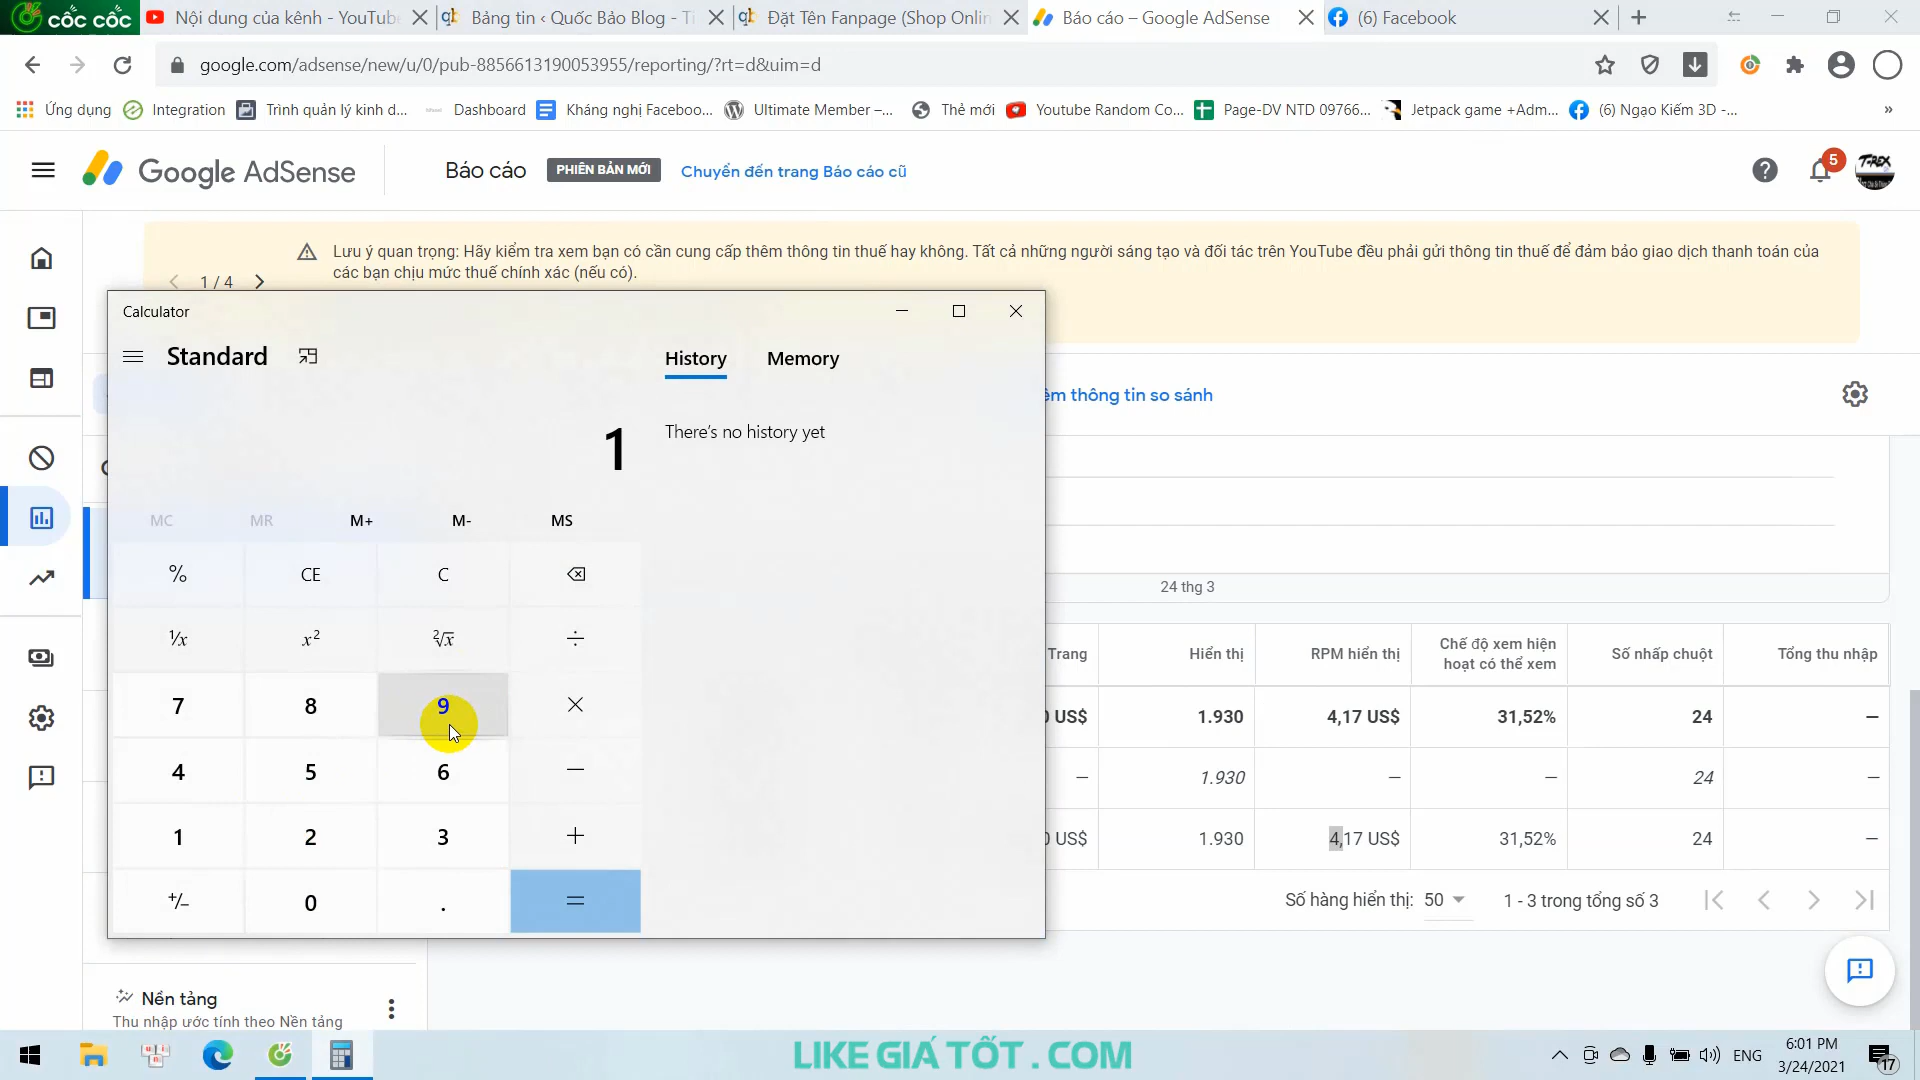 cốc cốc
Nội dung của kênh - YouTube
Bảng tin ‹ Quốc Bảo Blog - Ti
Đặt Tên Fanpage (Shop Onlin
Báo cáo – Google AdSense
(6) Facebook
google.com/adsense/new/u/0/pub-8856613190053955/reporting/?rt=d&uim=d
Ứng dụng
Integration
Trình quản lý kinh d...
Dashboard
Kháng nghị Faceboo...
Ultimate Member –...
Thẻ mới
Youtube Random Co...
Page-DV NTD 09766...
Jetpack game +Adm...
(6) Ngạo Kiếm 3D -...
»
Google AdSense
Báo cáo
PHIÊN BẢN MỚI
Chuyển đến trang Báo cáo cũ
5
T-REX
Lưu ý quan trọng: Hãy kiểm tra xem bạn có cần cung cấp thêm thông tin thuế hay không. Tất cả những người sáng tạo và đối tác trên YouTube đều phải gửi thông tin thuế để đảm bảo giao dịch thanh toán của
các bạn chịu mức thuế chính xác (nếu có).
1 / 4
Calculator
Standard
History
Memory
êm thông tin so sánh
1
There's no history yet
MC
MR
M+
M-
MS
%
CE
C
¹/x
x²
²√x
÷
7
8
9
×
4
5
6
−
1
2
3
+
+/−
0
.
=
24 thg 3
Trang
Hiển thị
RPM hiển thị
Chế độ xem hiện
hoạt có thể xem
Số nhấp chuột
Tổng thu nhập
0 US$
1.930
4,17 US$
31,52%
24
—
—
1.930
—
—
24
—
0 US$
1.930
4,17 US$
31,52%
24
—
Số hàng hiển thị:
50
1 - 3 trong tổng số 3
Nền tảng
Thu nhập ước tính theo Nền tảng
LIKE GIÁ TỐT . COM
ENG
6:01 PM
3/24/2021
17